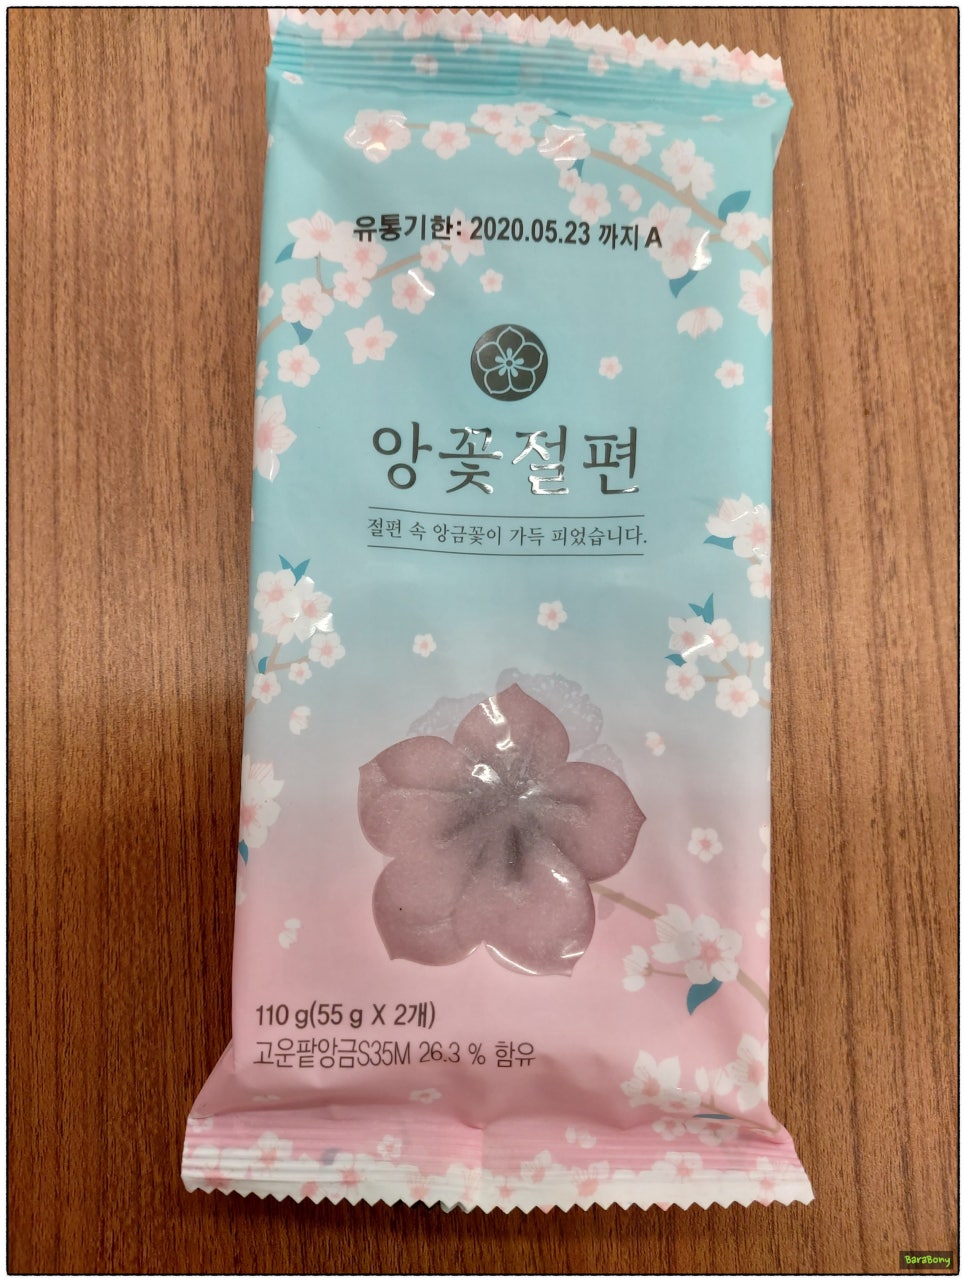 유통기한: 2020.05.23 까지 A
앙꽃절편
절편 속 앙금꽃이 가득 피었습니다.
110 g(55 g X 2개)
고운팥앙금S35M 26.3 % 함유
BaraBony